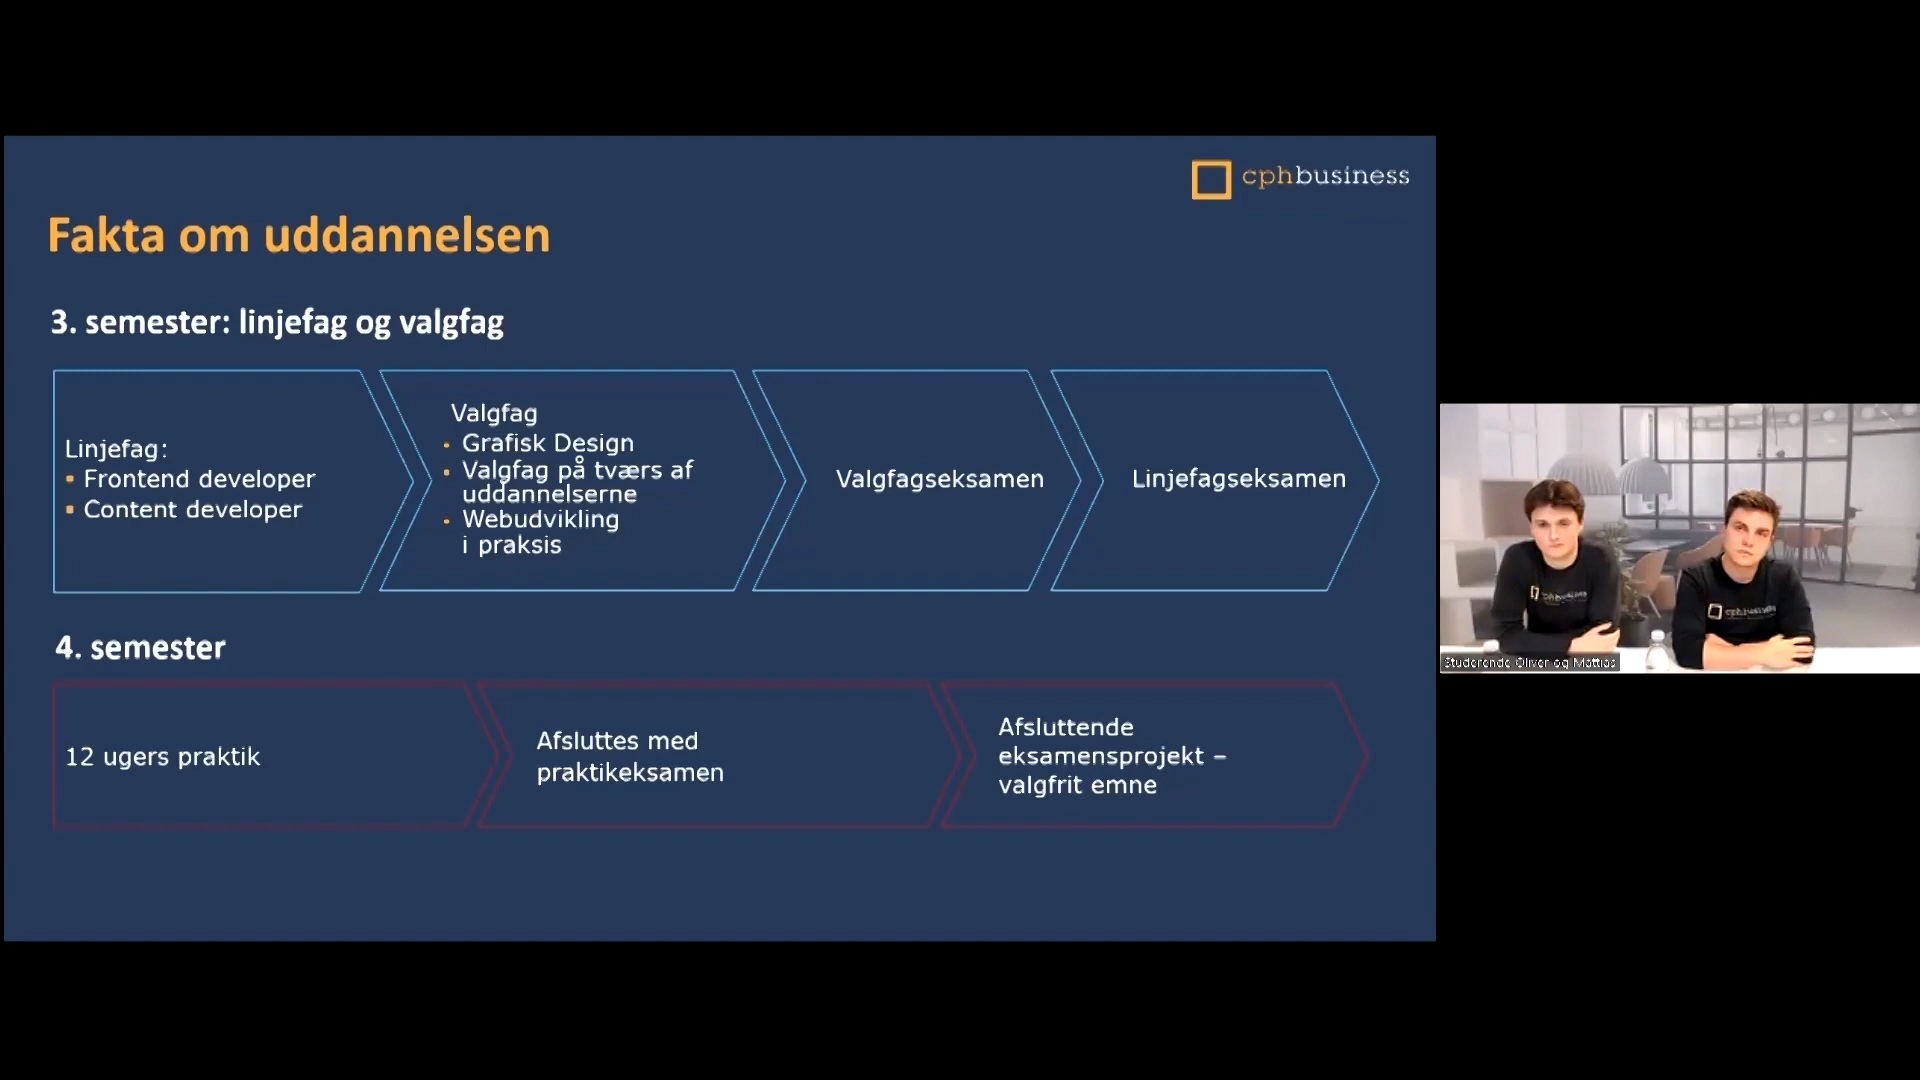 cphbusiness
Fakta om uddannelsen
3. semester: linjefag og valgfag
Linjefag:
Frontend developer
Content developer
Valgfag
Grafisk Design
Valgfag på tværs af
uddannelserne
Webudvikling
i praksis
Valgfagseksamen
Linjefagseksamen
4. semester
12 ugers praktik
Afsluttes med
praktikeksamen
Afsluttende
eksamensprojekt –
valgfrit emne
cphbusiness
cphbusiness
Studerende Oliver og Mattias